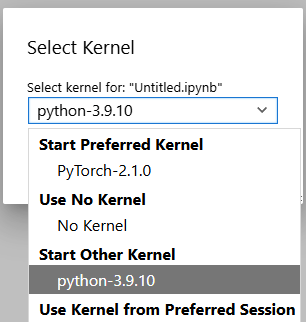 Select Kernel
Select kernel for: "Untitled.ipynb"
python-3.9.10
Start Preferred Kernel
PyTorch-2.1.0
Use No Kernel
No Kernel
Start Other Kernel
python-3.9.10
Use Kernel from Preferred Session